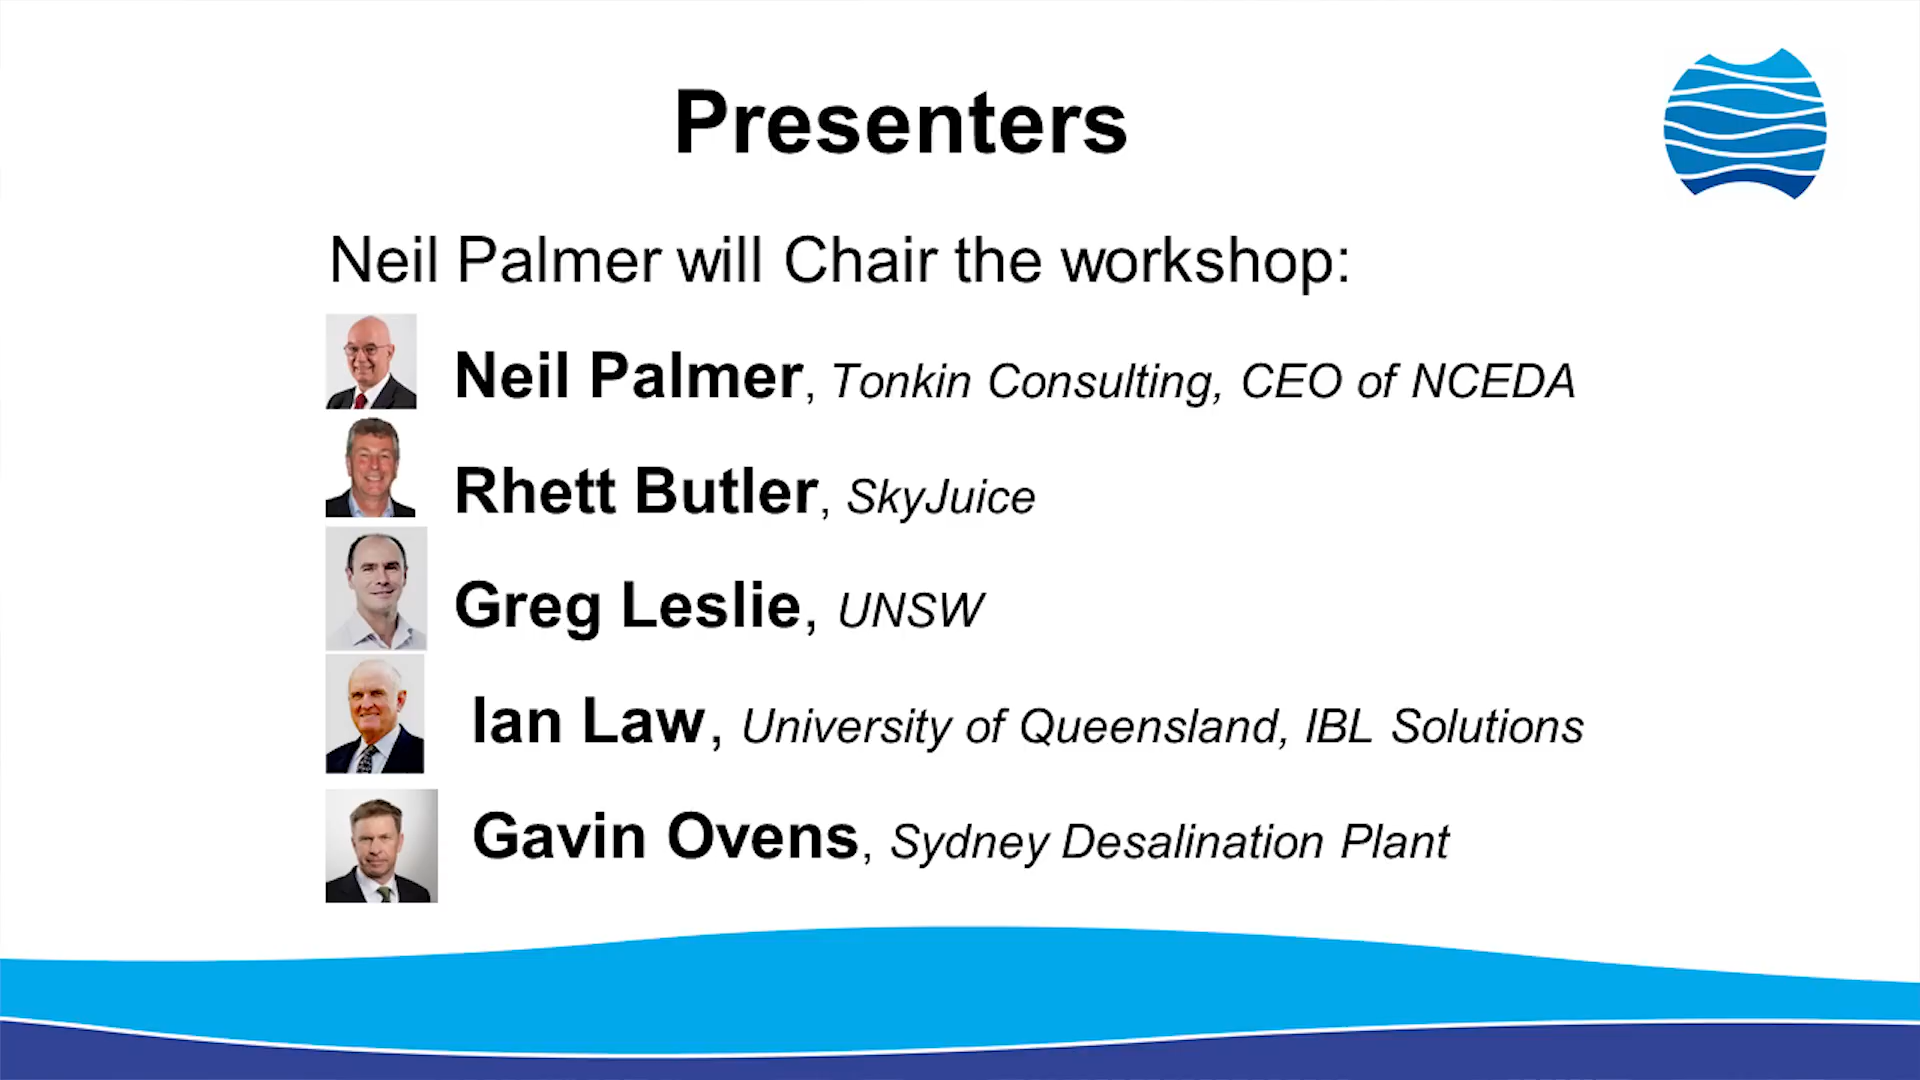 Presenters
Neil Palmer will Chair the workshop:
Neil Palmer, Tonkin Consulting, CEO of NCEDA
Rhett Butler, SkyJuice
Greg Leslie, UNSW
Ian Law, University of Queensland, IBL Solutions
Gavin Ovens, Sydney Desalination Plant